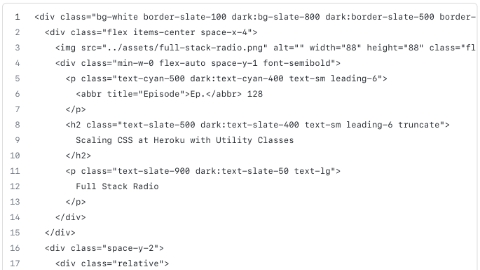 1 <div class="bg-white border-slate-100 dark:bg-slate-800 dark:border-slate-500 border-
2 <div class="flex items-center space-x-4">
3 <img src="../assets/full-stack-radio.png" alt="" width="88" height="88" class="fl
4 <div class="min-w-0 flex-auto space-y-1 font-semibold">
5 <p class="text-cyan-500 dark:text-cyan-400 text-sm leading-6">
6 <abbr title="Episode">Ep.</abbr> 128
7 </p>
8 <h2 class="text-slate-500 dark:text-slate-400 text-sm leading-6 truncate">
9 Scaling CSS at Heroku with Utility Classes
10 </h2>
11 <p class="text-slate-900 dark:text-slate-50 text-lg">
12 Full Stack Radio
13 </p>
14 </div>
15 </div>
16 <div class="space-y-2">
17 <div class="relative">